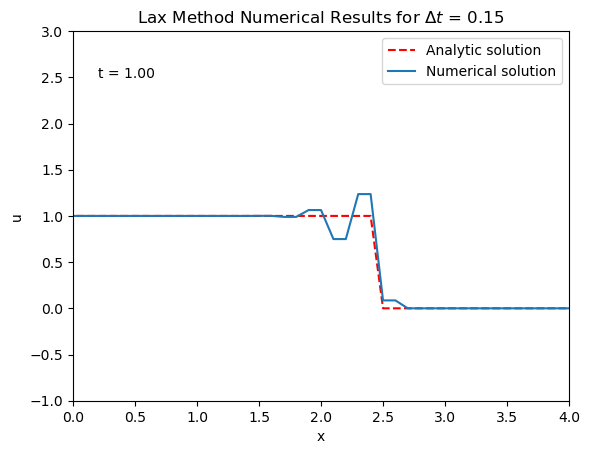 Lax Method Numerical Results for Δt = 0.15
3.0
2.5
2.0
1.5
1.0
0.5
0.0
−0.5
−1.0
u
t = 1.00
Analytic solution
Numerical solution
0.0 0.5 1.0 1.5 2.0 2.5 3.0 3.5 4.0
x